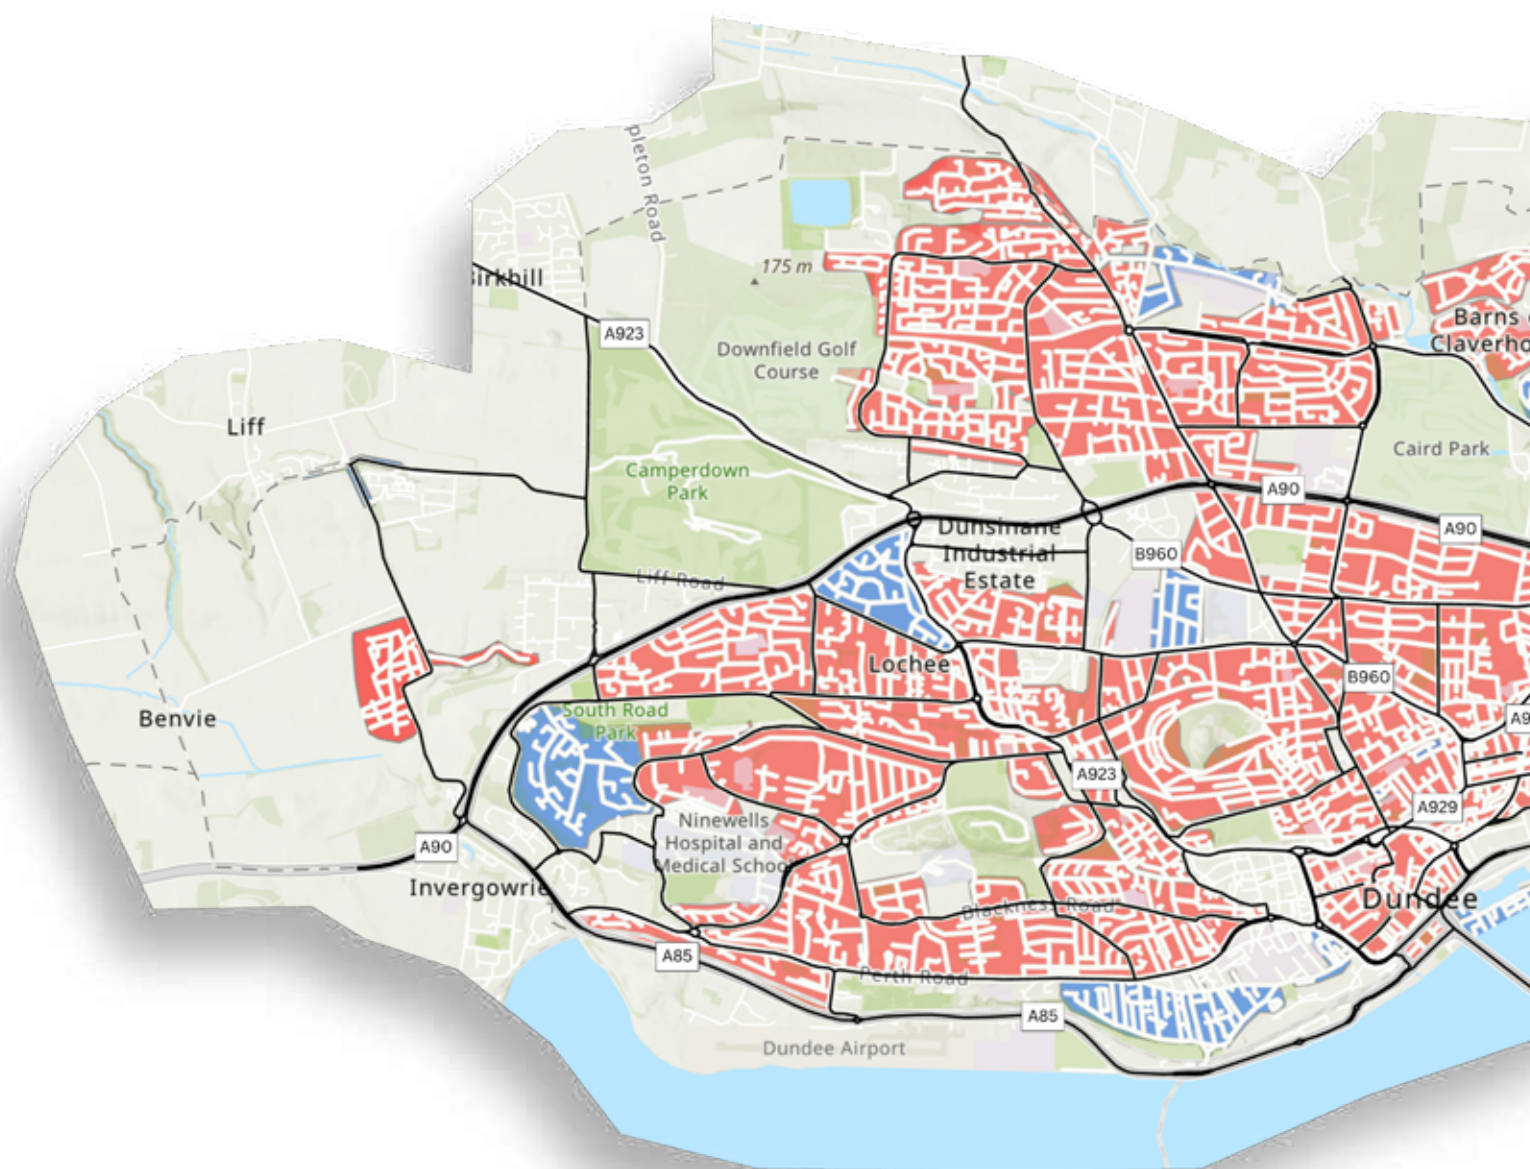 pleton Road
175 m
Birkhill
A923
Barns
Claverho
Downfield Golf
Course
Liff
Caird Park
Camperdown
Park
A90
A90
Dunsinane
Industrial
Estate
B960
Liff Road
Lochee
B960
Benvie
South Road
Park
A9
A923
A929
Ninewells
Hospital and
Medical School
A90
Invergowrie
Dundee
Blackness Road
A85
Perth Road
A85
Dundee Airport